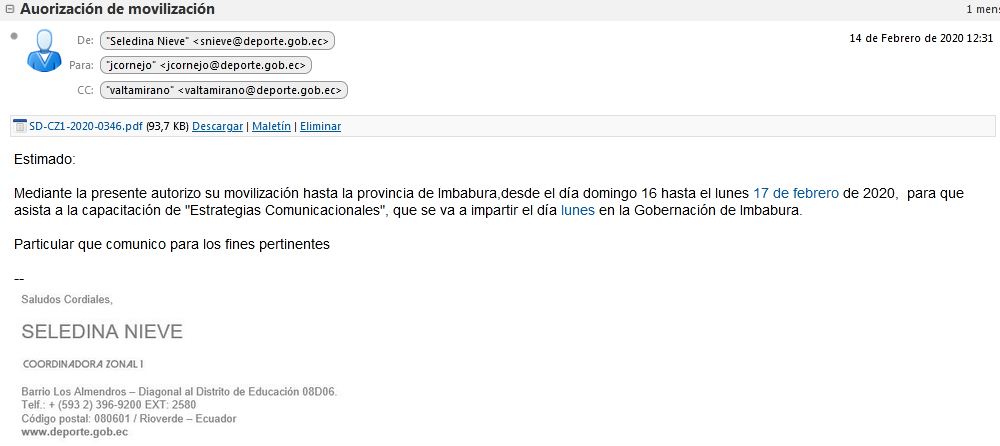 Auorización de movilización
1 mens
De: "Seledina Nieve" <snieve@deporte.gob.ec>
14 de Febrero de 2020 12:31
Para: "jcornejo" <jcornejo@deporte.gob.ec>
CC: "valtamirano" <valtamirano@deporte.gob.ec>
SD-CZ1-2020-0346.pdf (93,7 KB) Descargar | Maletín | Eliminar
Estimado:
Mediante la presente autorizo su movilización hasta la provincia de Imbabura,desde el día domingo 16 hasta el lunes 17 de febrero de 2020, para que
asista a la capacitación de "Estrategias Comunicacionales", que se va a impartir el día lunes en la Gobernación de Imbabura.
Particular que comunico para los fines pertinentes
--
Saludos Cordiales,
SELEDINA NIEVE
COORDINADORA ZONAL 1
Barrio Los Almendros – Diagonal al Distrito de Educación 08D06.
Telf.: + (593 2) 396-9200 EXT: 2580
Código postal: 080601 / Rioverde – Ecuador
www.deporte.gob.ec